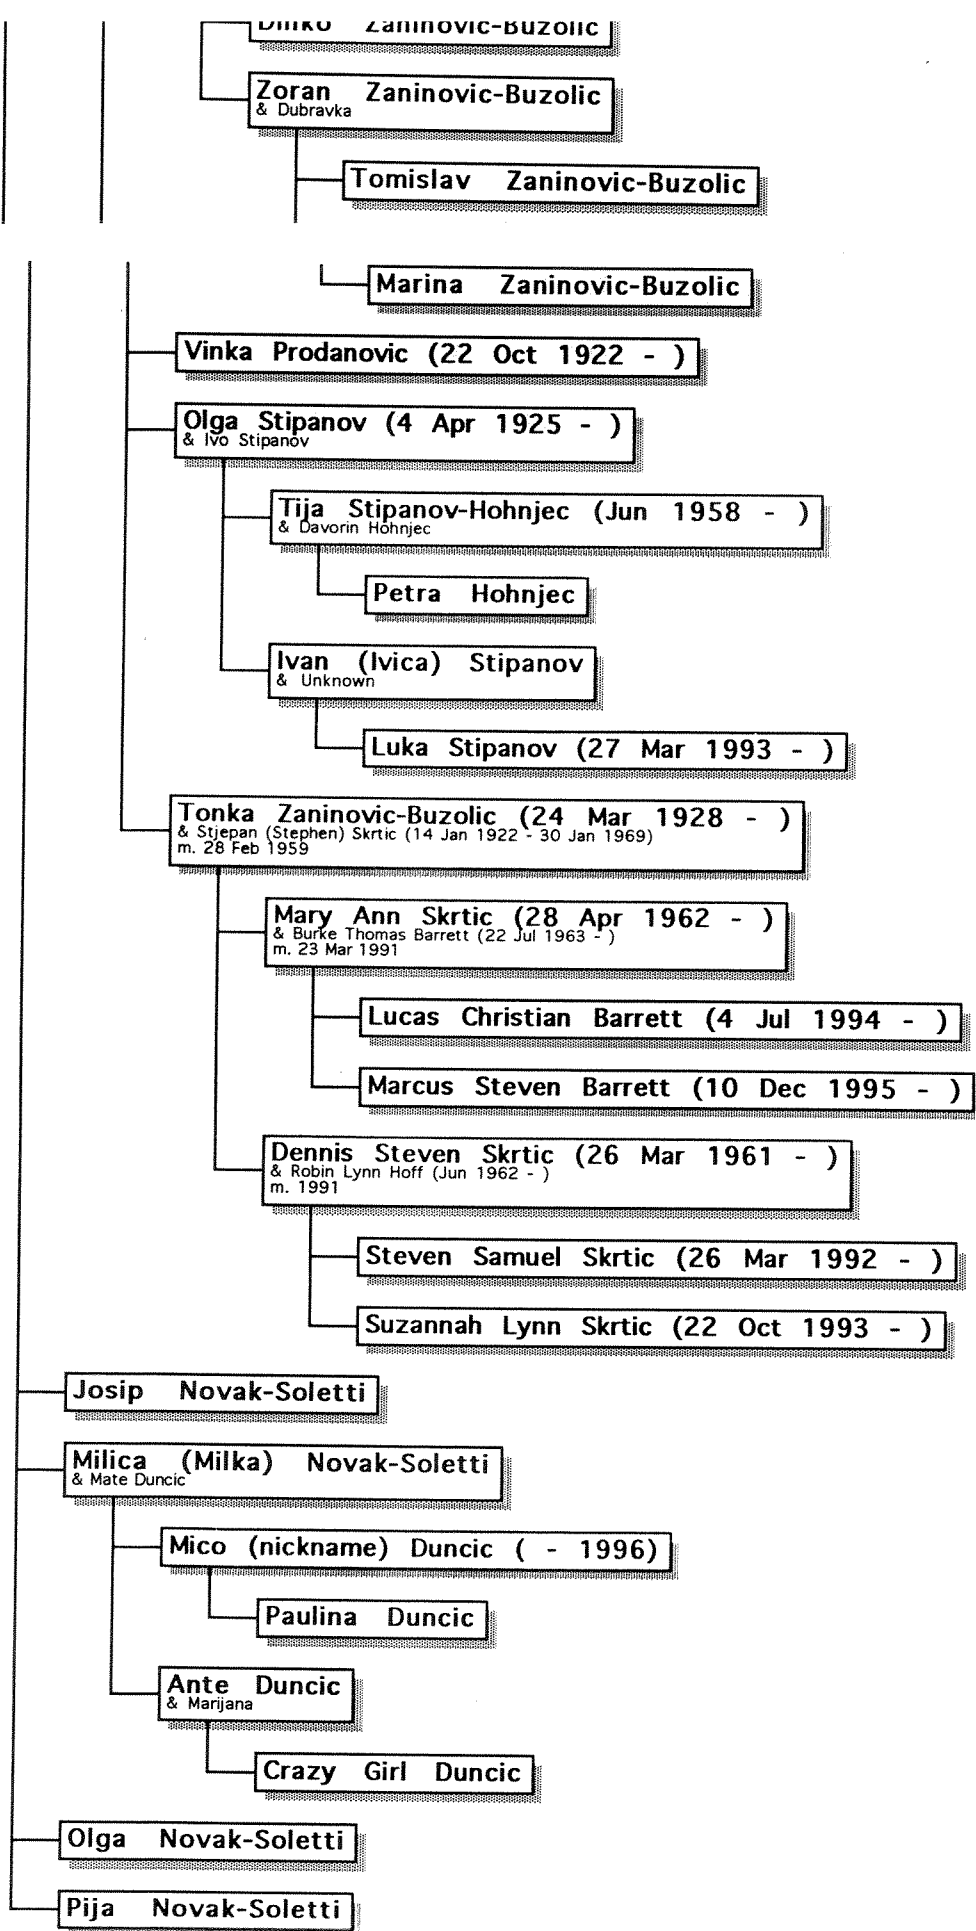 Dinko Zaninovic-Buzolic
Zoran Zaninovic-Buzolic
& Dubravka
Tomislav Zaninovic-Buzolic
Marina Zaninovic-Buzolic
Vinka Prodanovic (22 Oct 1922 - )
Olga Stipanov (4 Apr 1925 - )
& Ivo Stipanov
Tija Stipanov-Hohnjec (Jun 1958 - )
& Davorin Hohnjec
Petra Hohnjec
Ivan (Ivica) Stipanov
& Unknown
Luka Stipanov (27 Mar 1993 - )
Tonka Zaninovic-Buzolic (24 Mar 1928 - )
& Stjepan (Stephen) Skrtic (14 Jan 1922 - 30 Jan 1969)
m. 28 Feb 1959
Mary Ann Skrtic (28 Apr 1962 - )
& Burke Thomas Barrett (22 Jul 1963 - )
m. 23 Mar 1991
Lucas Christian Barrett (4 Jul 1994 - )
Marcus Steven Barrett (10 Dec 1995 - )
Dennis Steven Skrtic (26 Mar 1961 - )
& Robin Lynn Hoff (Jun 1962 - )
m. 1991
Steven Samuel Skrtic (26 Mar 1992 - )
Suzannah Lynn Skrtic (22 Oct 1993 - )
Josip Novak-Soletti
Milica (Milka) Novak-Soletti
& Mate Duncic
Mico (nickname) Duncic ( - 1996)
Paulina Duncic
Ante Duncic
& Marijana
Crazy Girl Duncic
Olga Novak-Soletti
Pija Novak-Soletti